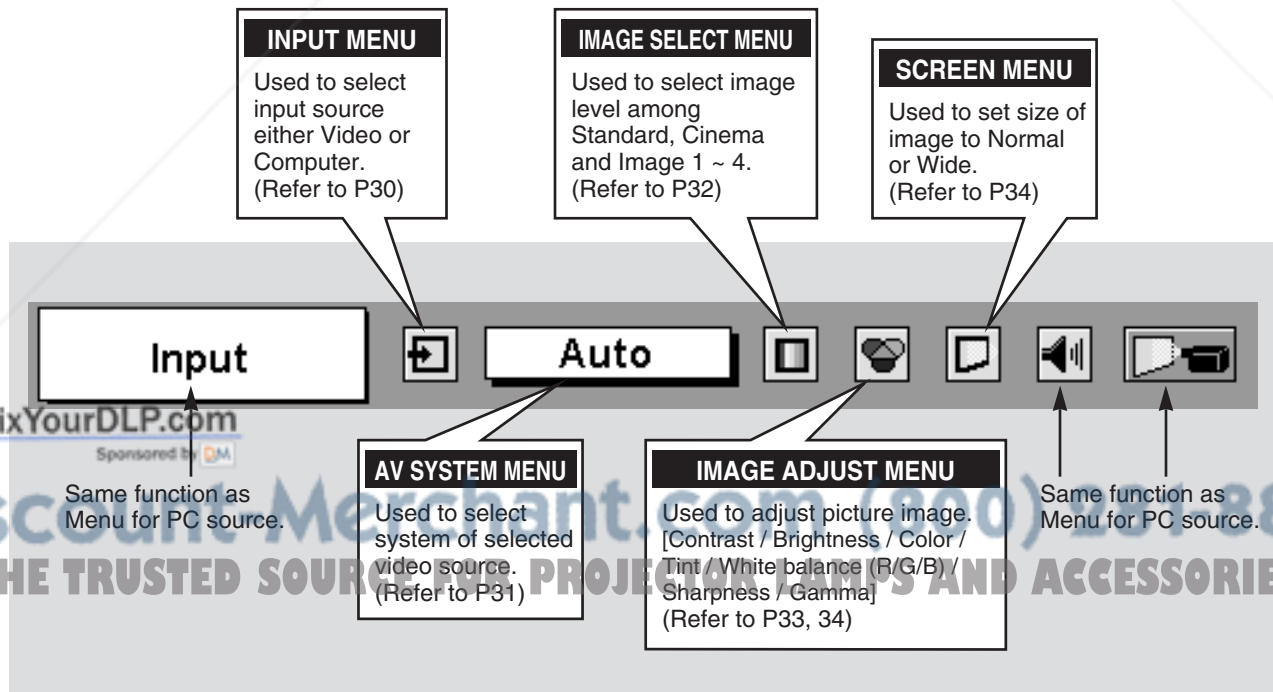 INPUT MENU
Used to select
input source
either Video or
Computer.
(Refer to P30)
IMAGE SELECT MENU
Used to select image
level among
Standard, Cinema
and Image 1 ~ 4.
(Refer to P32)
SCREEN MENU
Used to set size of
image to Normal
or Wide.
(Refer to P34)
Input
Auto
ixYourDLP.com
Sponsored by DM
Same function as
Menu for PC source.
AV SYSTEM MENU
Used to select
system of selected
video source.
(Refer to P31)
IMAGE ADJUST MENU
Used to adjust picture image.
[Contrast / Brightness / Color /
Tint / White balance (R/G/B) /
Sharpness / Gamma]
(Refer to P33, 34)
Same function as
Menu for PC source.
scount-Merchant.com (800) 281-88
HE TRUSTED SOURCE FOR PROJECTOR LAMPS AND ACCESSORIE